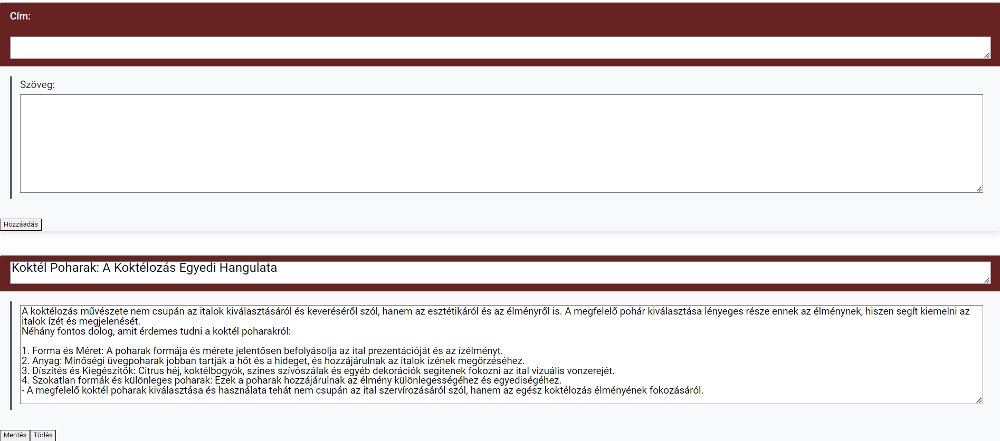 Cím:
Szöveg:
Hozzáadás
Koktél Poharak: A Koktélozás Egyedi Hangulata
A koktélozás művészete nem csupán az italok kiválasztásáról és keveréséről szól, hanem az esztétikáról és az élményről is. A megfelelő pohár kiválasztása lényeges része ennek az élménynek, hiszen segít kiemelni az
italok ízét és megjelenését.
Néhány fontos dolog, amit érdemes tudni a koktél poharakról:
1. Forma és Méret: A poharak formája és mérete jelentősen befolyásolja az ital prezentációját és az ízélményt.
2. Anyag: Minőségi üvegpoharak jobban tartják a hőt és a hideget, és hozzájárulnak az italok ízének megőrzéséhez.
3. Díszítés és Kiegészítők: Citrus héj, koktélbogyók, színes szívószálak és egyéb dekorációk segítenek fokozni az ital vizuális vonzerejét.
4. Szokatlan formák és különleges poharak: Ezek a poharak hozzájárulnak az élmény különlegességéhez és egyediségéhez.
- A megfelelő koktél poharak kiválasztása és használata tehát nem csupán az ital szervírozásáról szól, hanem az egész koktélozás élményének fokozásáról.
Mentés Törlés